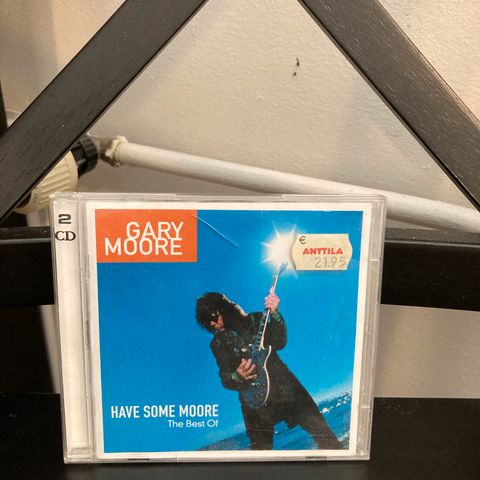 2
CD
GARY
MOORE
€
ANTTILA
21.95
HAVE SOME MOORE
The Best Of